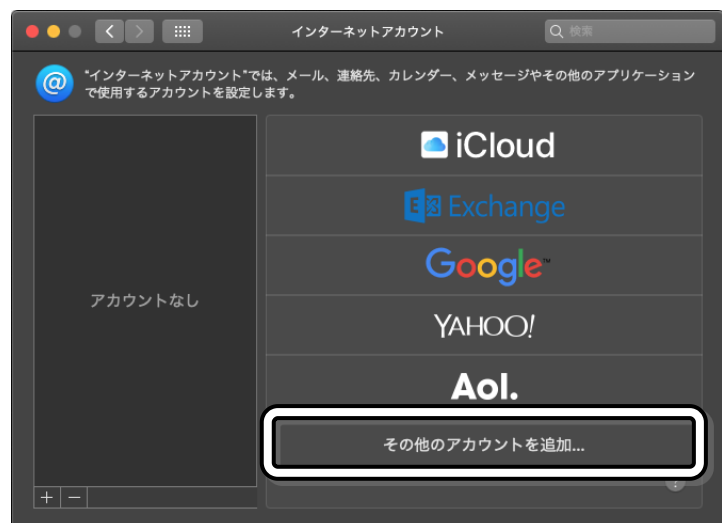 インターネットアカウント
検索
"インターネットアカウント"では、メール、連絡先、カレンダー、メッセージやその他のアプリケーション
で使用するアカウントを設定します。
iCloud
Exchange
Google™
アカウントなし
YAHOO!
Aol.
その他のアカウントを追加...
?